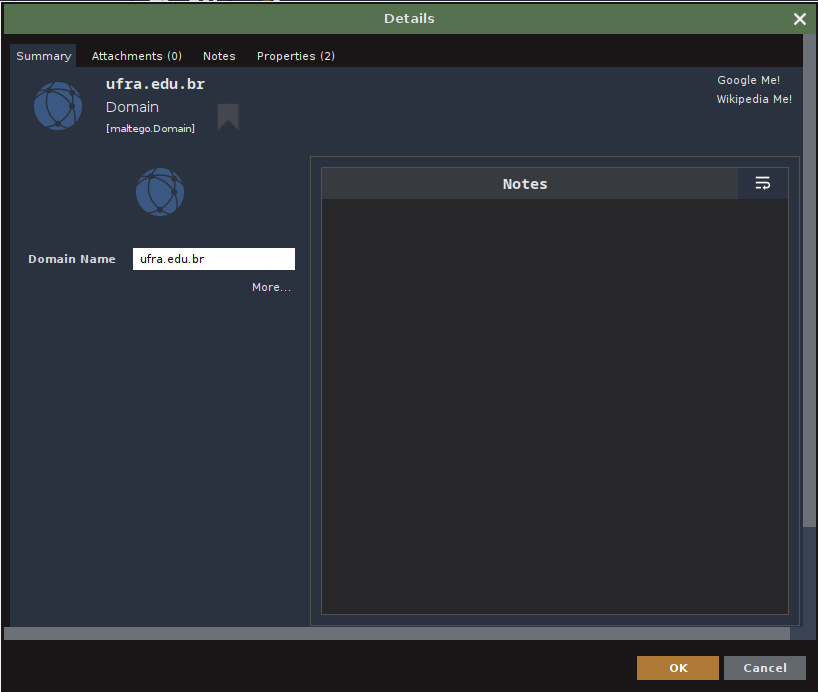 Details
Summary Attachments (0) Notes Properties (2)
ufra.edu.br
Domain
[maltego.Domain]
Google Me!
Wikipedia Me!
Domain Name ufra.edu.br
More...
Notes
OK Cancel